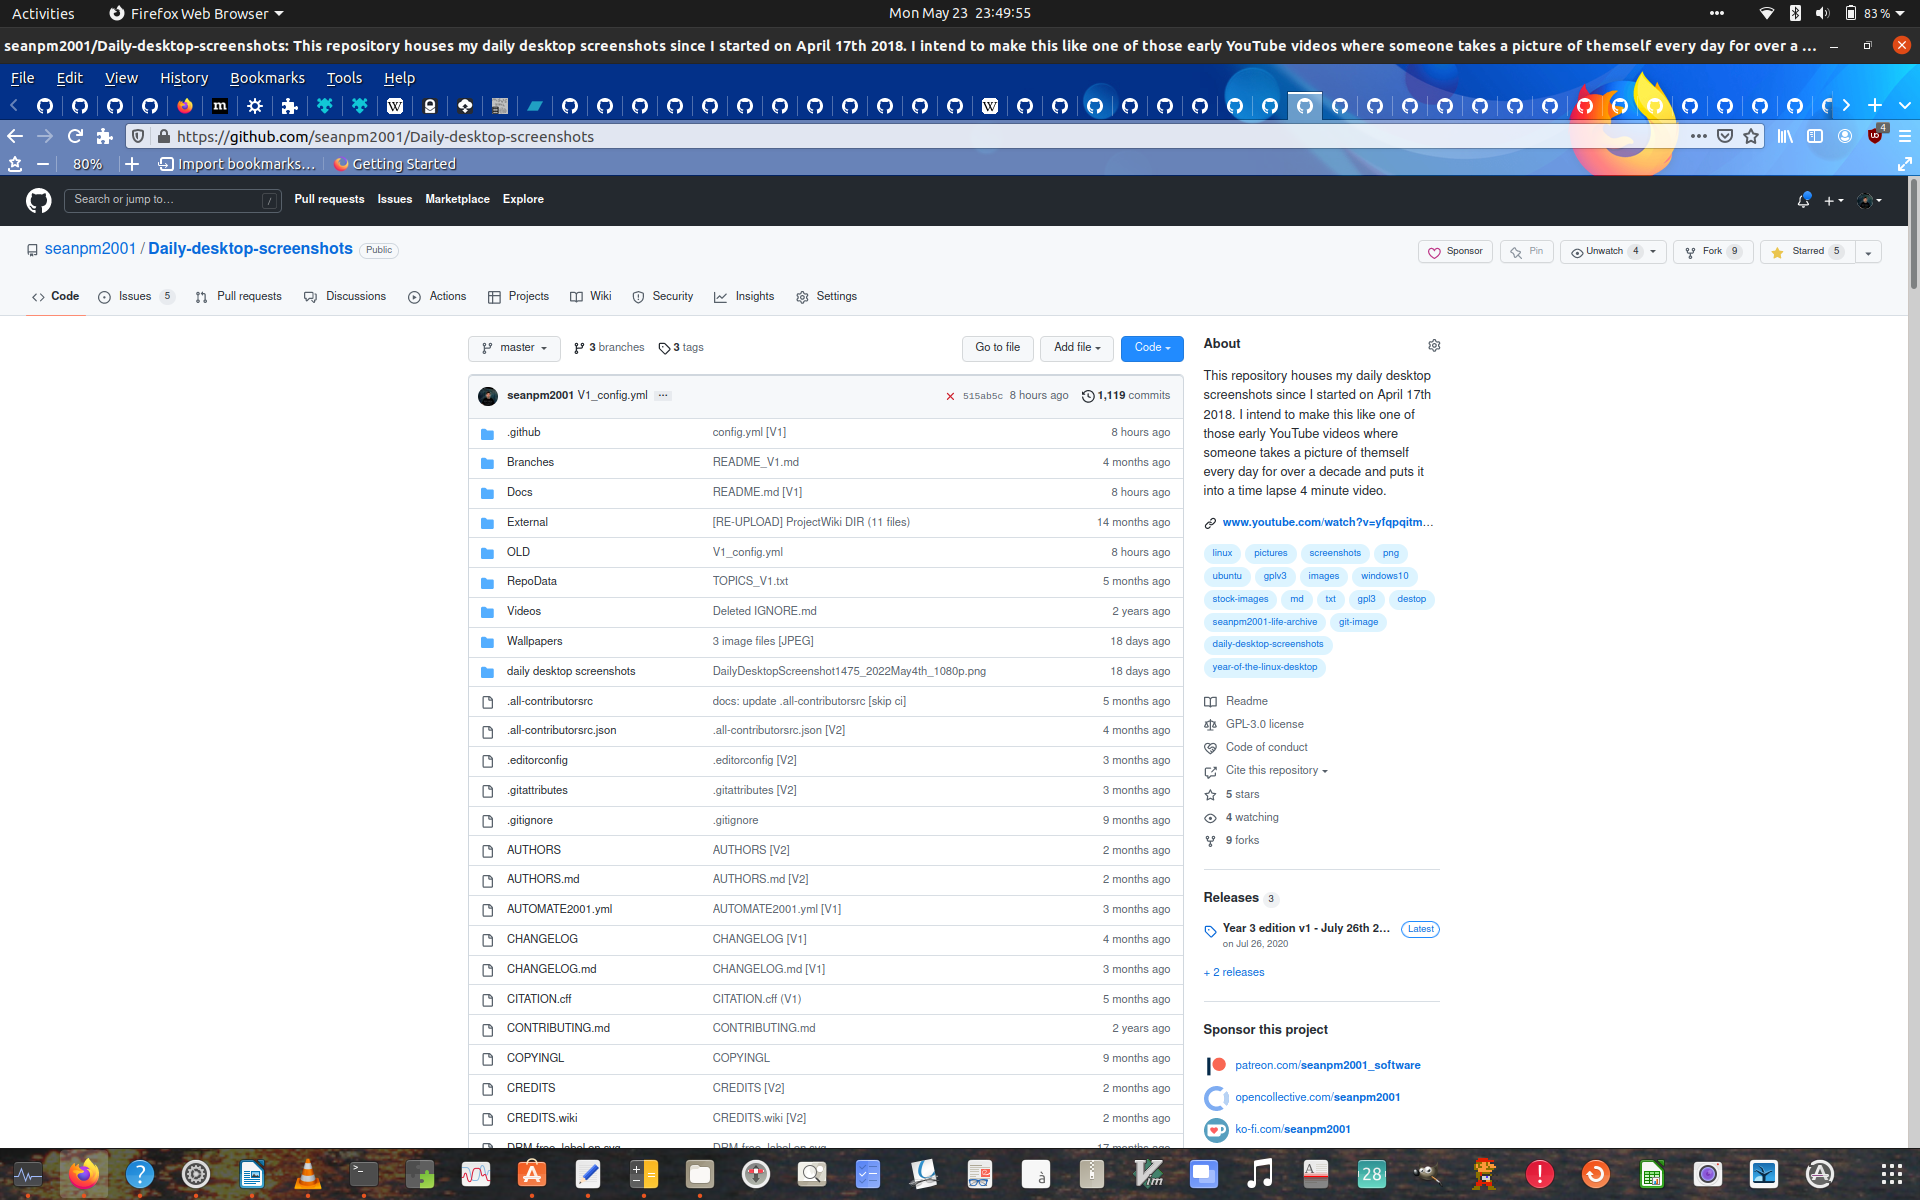 Activities Firefox Web Browser Mon May 23 23:49:55 83 %
seanpm2001/Daily-desktop-screenshots: This repository houses my daily desktop screenshots since I started on April 17th 2018. I intend to make this like one of those early YouTube videos where someone takes a picture of themself every day for over a ...
File Edit View History Bookmarks Tools Help
https://github.com/seanpm2001/Daily-desktop-screenshots 4
80% Import bookmarks... Getting Started
Search or jump to... / Pull requests Issues Marketplace Explore
seanpm2001 / Daily-desktop-screenshots Public Sponsor Pin Unwatch 4 Fork 9 Starred 5
Code Issues 5 Pull requests Discussions Actions Projects Wiki Security Insights Settings
master 3 branches 3 tags Go to file Add file Code
seanpm2001 V1_config.yml ... 515ab5c 8 hours ago 1,119 commits
.github config.yml [V1] 8 hours ago
Branches README_V1.md 4 months ago
Docs README.md [V1] 8 hours ago
External [RE-UPLOAD] ProjectWiki DIR (11 files) 14 months ago
OLD V1_config.yml 8 hours ago
RepoData TOPICS_V1.txt 5 months ago
Videos Deleted IGNORE.md 2 years ago
Wallpapers 3 image files [JPEG] 18 days ago
daily desktop screenshots DailyDesktopScreenshot1475_2022May4th_1080p.png 18 days ago
.all-contributorsrc docs: update .all-contributorsrc [skip ci] 5 months ago
.all-contributorsrc.json .all-contributorsrc.json [V2] 4 months ago
.editorconfig .editorconfig [V2] 3 months ago
.gitattributes .gitattributes [V2] 3 months ago
.gitignore .gitignore 9 months ago
AUTHORS AUTHORS [V2] 2 months ago
AUTHORS.md AUTHORS.md [V2] 2 months ago
AUTOMATE2001.yml AUTOMATE2001.yml [V1] 3 months ago
CHANGELOG CHANGELOG [V1] 4 months ago
CHANGELOG.md CHANGELOG.md [V1] 3 months ago
CITATION.cff CITATION.cff (V1) 5 months ago
CONTRIBUTING.md CONTRIBUTING.md 2 years ago
COPYINGL COPYINGL 9 months ago
CREDITS CREDITS [V2] 2 months ago
CREDITS.wiki CREDITS.wiki [V2] 2 months ago
About
This repository houses my daily desktop
screenshots since I started on April 17th
2018. I intend to make this like one of
those early YouTube videos where
someone takes a picture of themself
every day for over a decade and puts it
into a time lapse 4 minute video.
www.youtube.com/watch?v=yfqpqitm...
linux pictures screenshots png
ubuntu gplv3 images windows10
stock-images md txt gpl3 destop
seanpm2001-life-archive git-image
daily-desktop-screenshots
year-of-the-linux-desktop
Readme
GPL-3.0 license
Code of conduct
Cite this repository
5 stars
4 watching
9 forks
Releases 3
Year 3 edition v1 - July 26th 2... Latest
on Jul 26, 2020
+ 2 releases
Sponsor this project
patreon.com/seanpm2001_software
opencollective.com/seanpm2001
ko-fi.com/seanpm2001
28